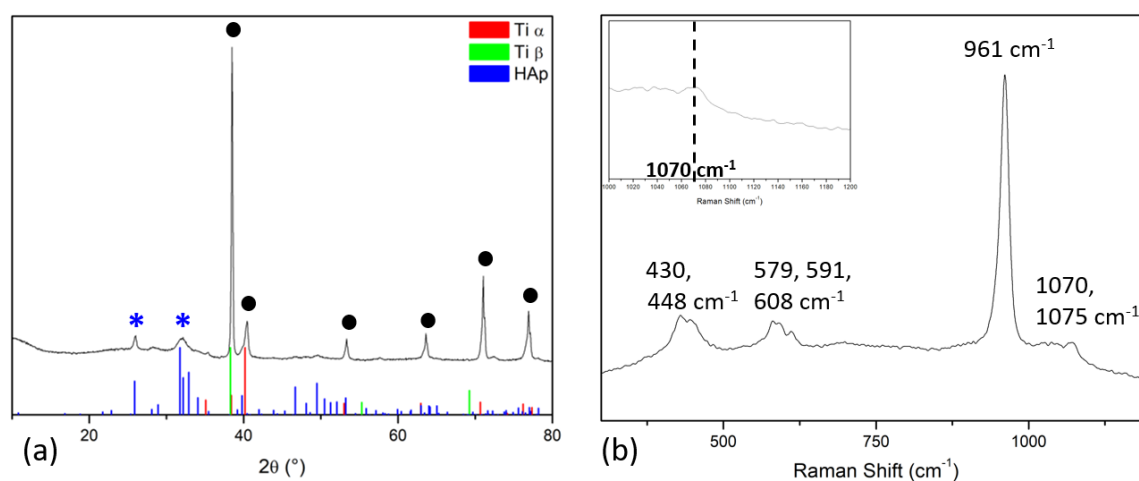 Ti α
Ti β
HAp
*
*
20
40
60
80
2θ (°)
(a)
1070 cm-1
1000
1020
1040
1060
1080
1100
1120
1140
1160
1180
1200
Raman Shift (cm-1)
961 cm-1
430,
448 cm-1
579, 591,
608 cm-1
1070,
1075 cm-1
500
750
1000
Raman Shift (cm-1)
(b)